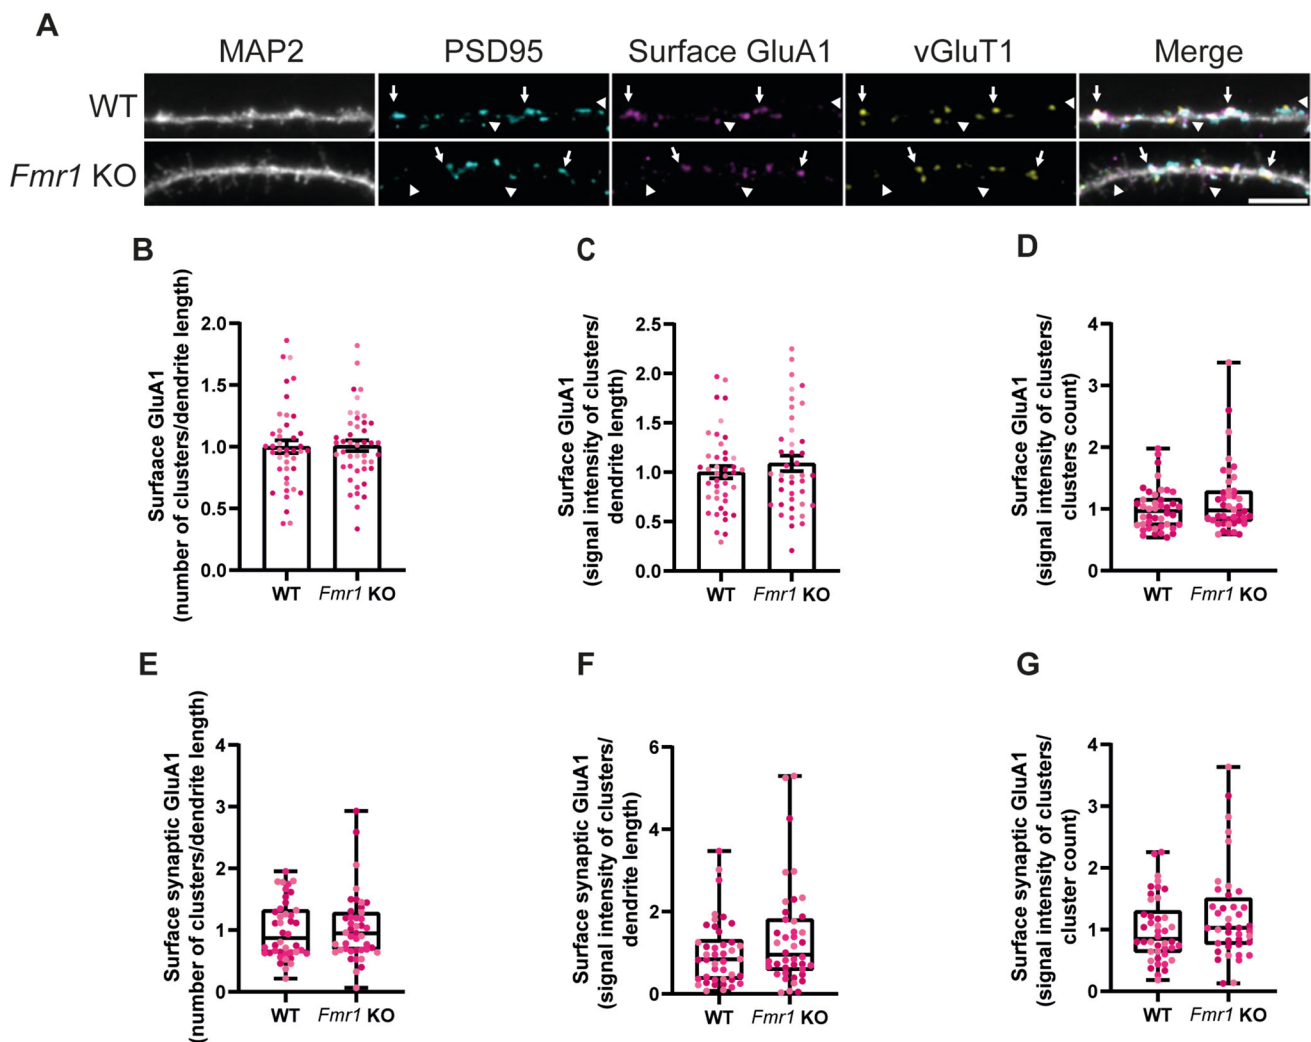 A
MAP2
PSD95
Surface GluA1
vGluT1
Merge
WT
Fmr1 KO
B
Surfaace GluA1
(number of clusters/dendrite length)
2.0
1.5
1.0
0.5
0.0
WT
Fmr1 KO
C
Surface GluA1
(signal intensity of clusters/
dendrite length)
2.5
2.0
1.5
1.0
0.5
0.0
WT
Fmr1 KO
D
Surface GluA1
(signal intensity of clusters/
clusters count)
4
3
2
1
0
WT
Fmr1 KO
E
Surface synaptic GluA1
(number of clusters/dendrite length)
4
3
2
1
0
WT
Fmr1 KO
F
Surface synaptic GluA1
(signal intensity of clusters/
dendrite length)
6
4
2
0
WT
Fmr1 KO
G
Surface synaptic GluA1
(signal intensity of clusters/
cluster count)
4
3
2
1
0
WT
Fmr1 KO